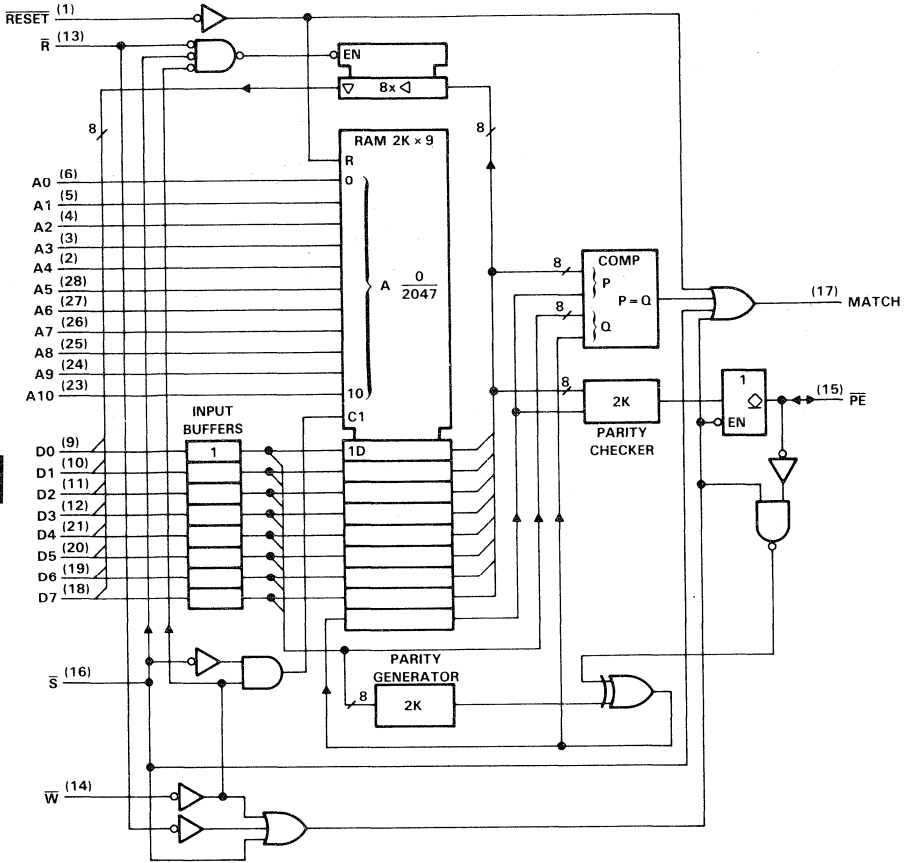 R̅E̅S̅E̅T̅ (1)
R̅ (13)
EN
8x
8
8
RAM 2K × 9
R
A0 (6) 0
A1 (5)
A2 (4)
A3 (3)
A4 (2)
A5 (28)
A6 (27)
A7 (26)
A8 (25)
A9 (24)
A10 (23) 10
A 0/2047
C1
8 COMP
P
P = Q
8
Q
(17) MATCH
8
2K
PARITY
CHECKER
1
EN
(15) P̅E̅
INPUT
BUFFERS
D0 (9) 1 1D
D1 (10)
D2 (11)
D3 (12)
D4 (21)
D5 (20)
D6 (19)
D7 (18)
S̅ (16)
PARITY
GENERATOR
8 2K
W̅ (14)